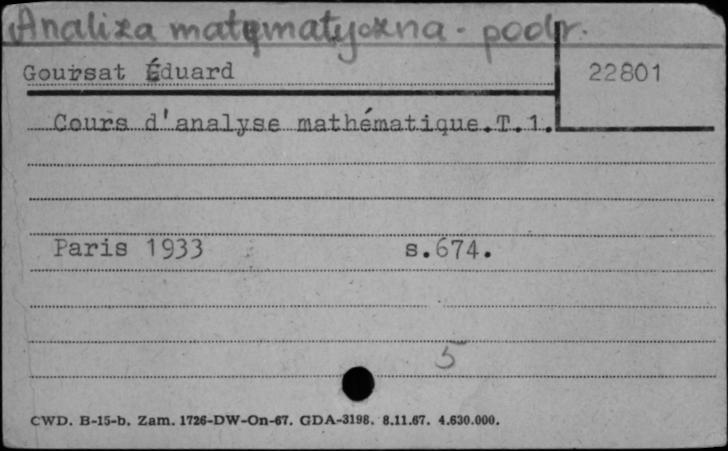 Analiza matematyczna - podr.
Goursat Éduard
22801
Cours d'analyse mathématique.T.1.
Paris 1933 s.674.
5
CWD. B-15-b. Zam. 1726-DW-On-67. GDA-3198. 8.11.67. 4.630.000.